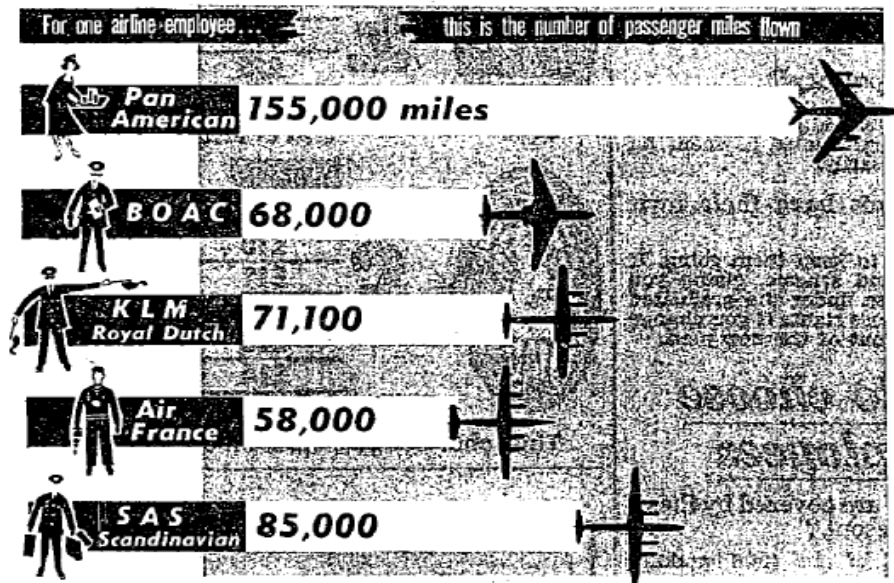 For one airline employee...
this is the number of passenger miles flown
Pan
American
155,000 miles
BOAC
68,000
KLM
Royal Dutch
71,100
Air
France
58,000
SAS
Scandinavian
85,000